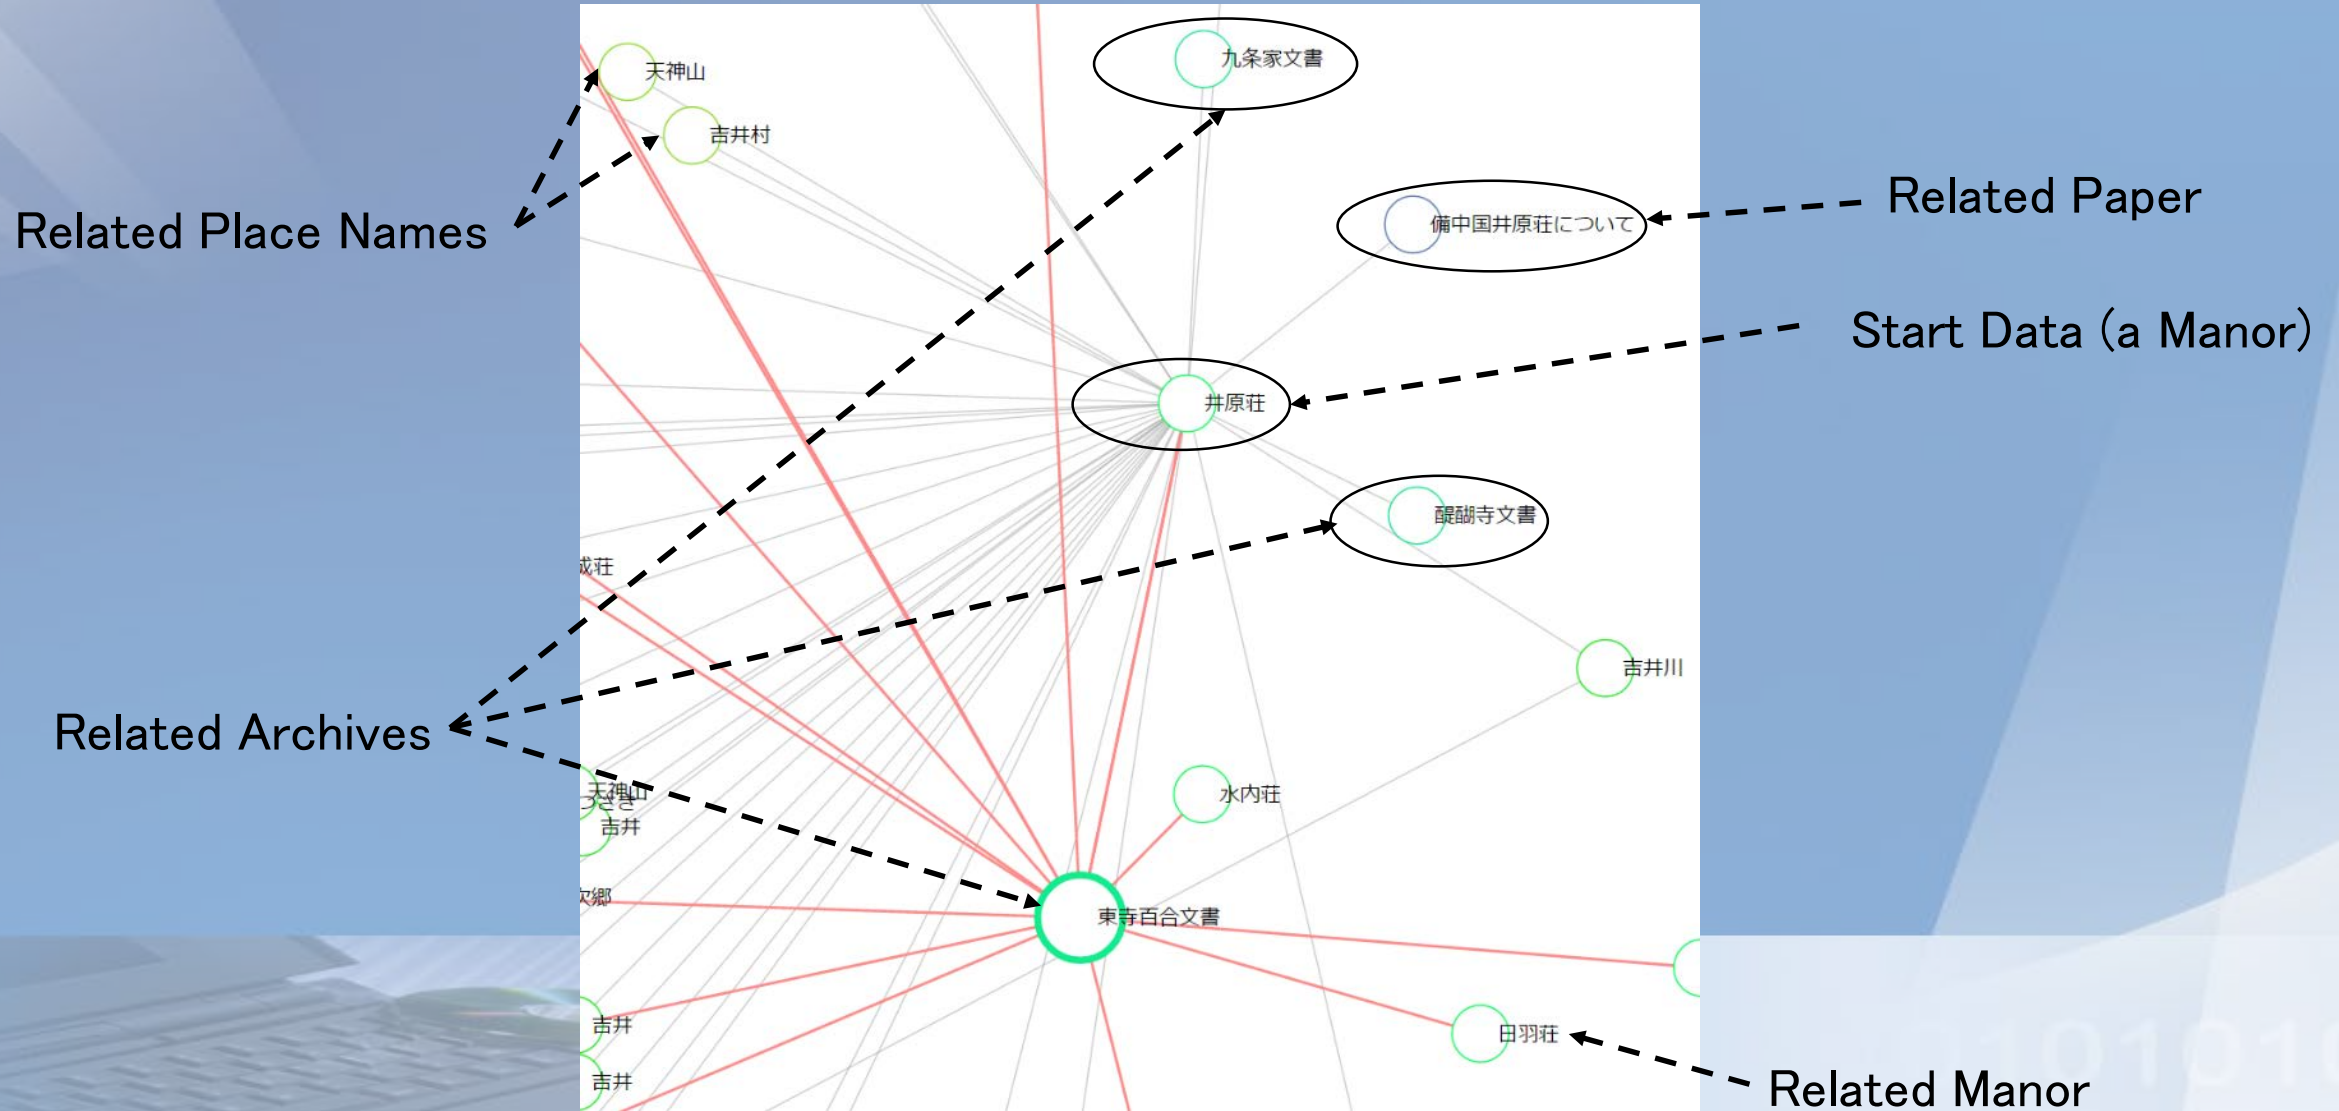 天神山
九条家文書
吉井村
Related Place Names
備中国井原荘について
Related Paper
Start Data (a Manor)
井原荘
醍醐寺文書
成荘
吉井川
Related Archives
天神山
水内荘
吉井
郷
東寺百合文書
吉井
日羽荘
吉井
Related Manor